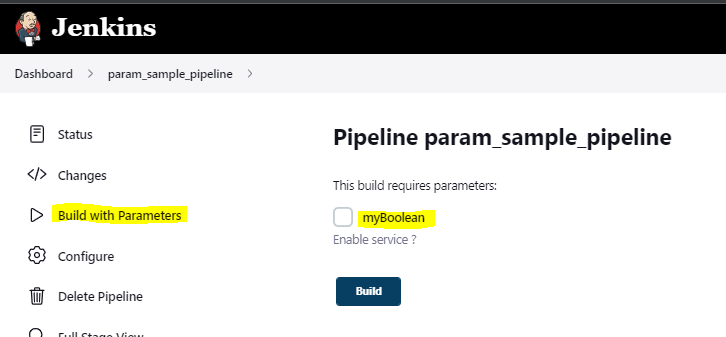 Jenkins
Dashboard > param_sample_pipeline >
Status
Changes
Build with Parameters
Configure
Delete Pipeline
Full Stage View
Pipeline param_sample_pipeline
This build requires parameters:
myBoolean
Enable service ?
Build